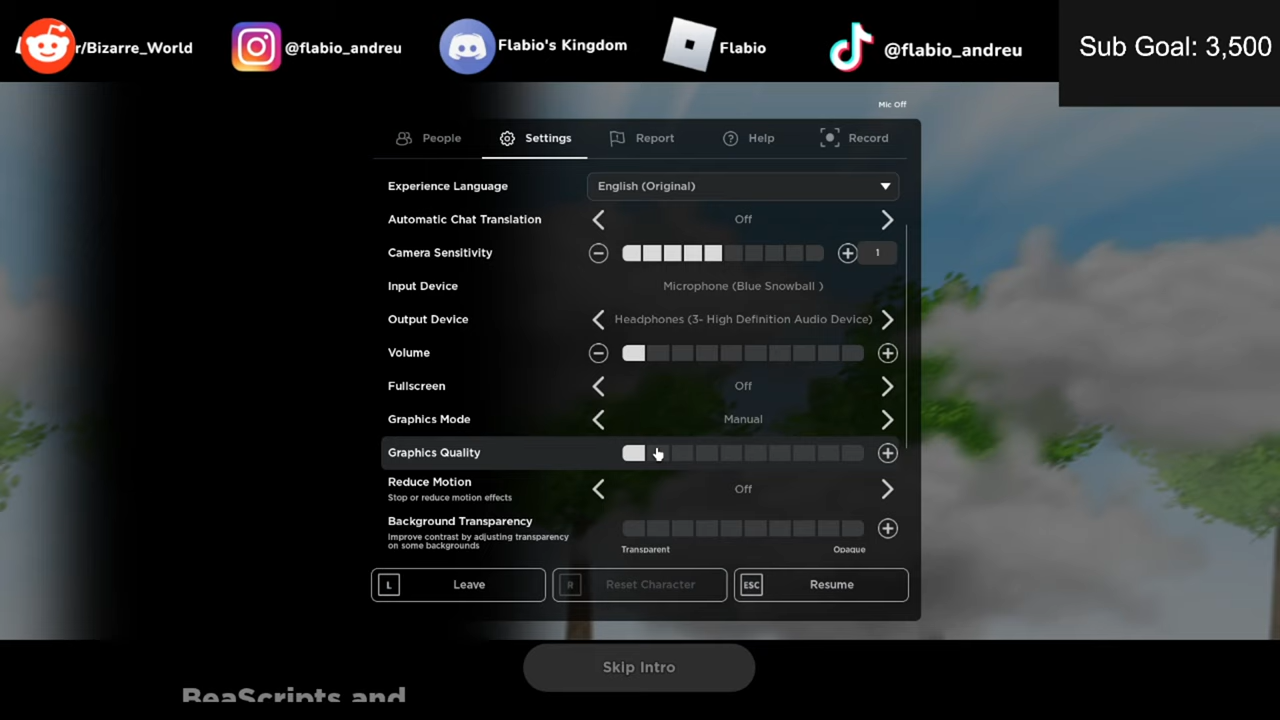 r/Bizarre_World
@flabio_andreu
Flabio's Kingdom
Flabio
@flabio_andreu
Sub Goal: 3,500
Mic Off
People
Settings
Report
Help
Record
Experience Language
English (Original)
Automatic Chat Translation
Off
Camera Sensitivity
1
Input Device
Microphone (Blue Snowball )
Output Device
Headphones (3- High Definition Audio Device)
Volume
Fullscreen
Off
Graphics Mode
Manual
Graphics Quality
Reduce Motion
Stop or reduce motion effects
Off
Background Transparency
Improve contrast by adjusting transparency
on some backgrounds
Transparent
Opaque
L
Leave
R
Reset Character
ESC
Resume
Skip Intro
BeaScripts and